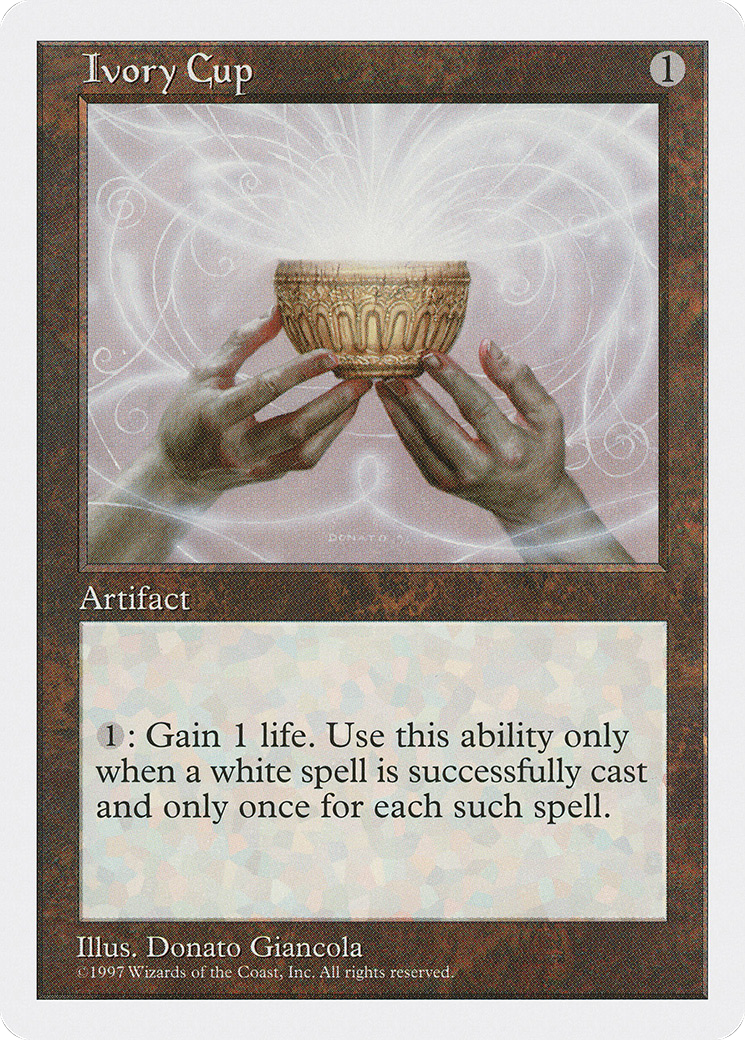 Ivory Cup
1
DONATO
Artifact
1: Gain 1 life. Use this ability only
when a white spell is successfully cast
and only once for each such spell.
Illus. Donato Giancola
©1997 Wizards of the Coast, Inc. All rights reserved.